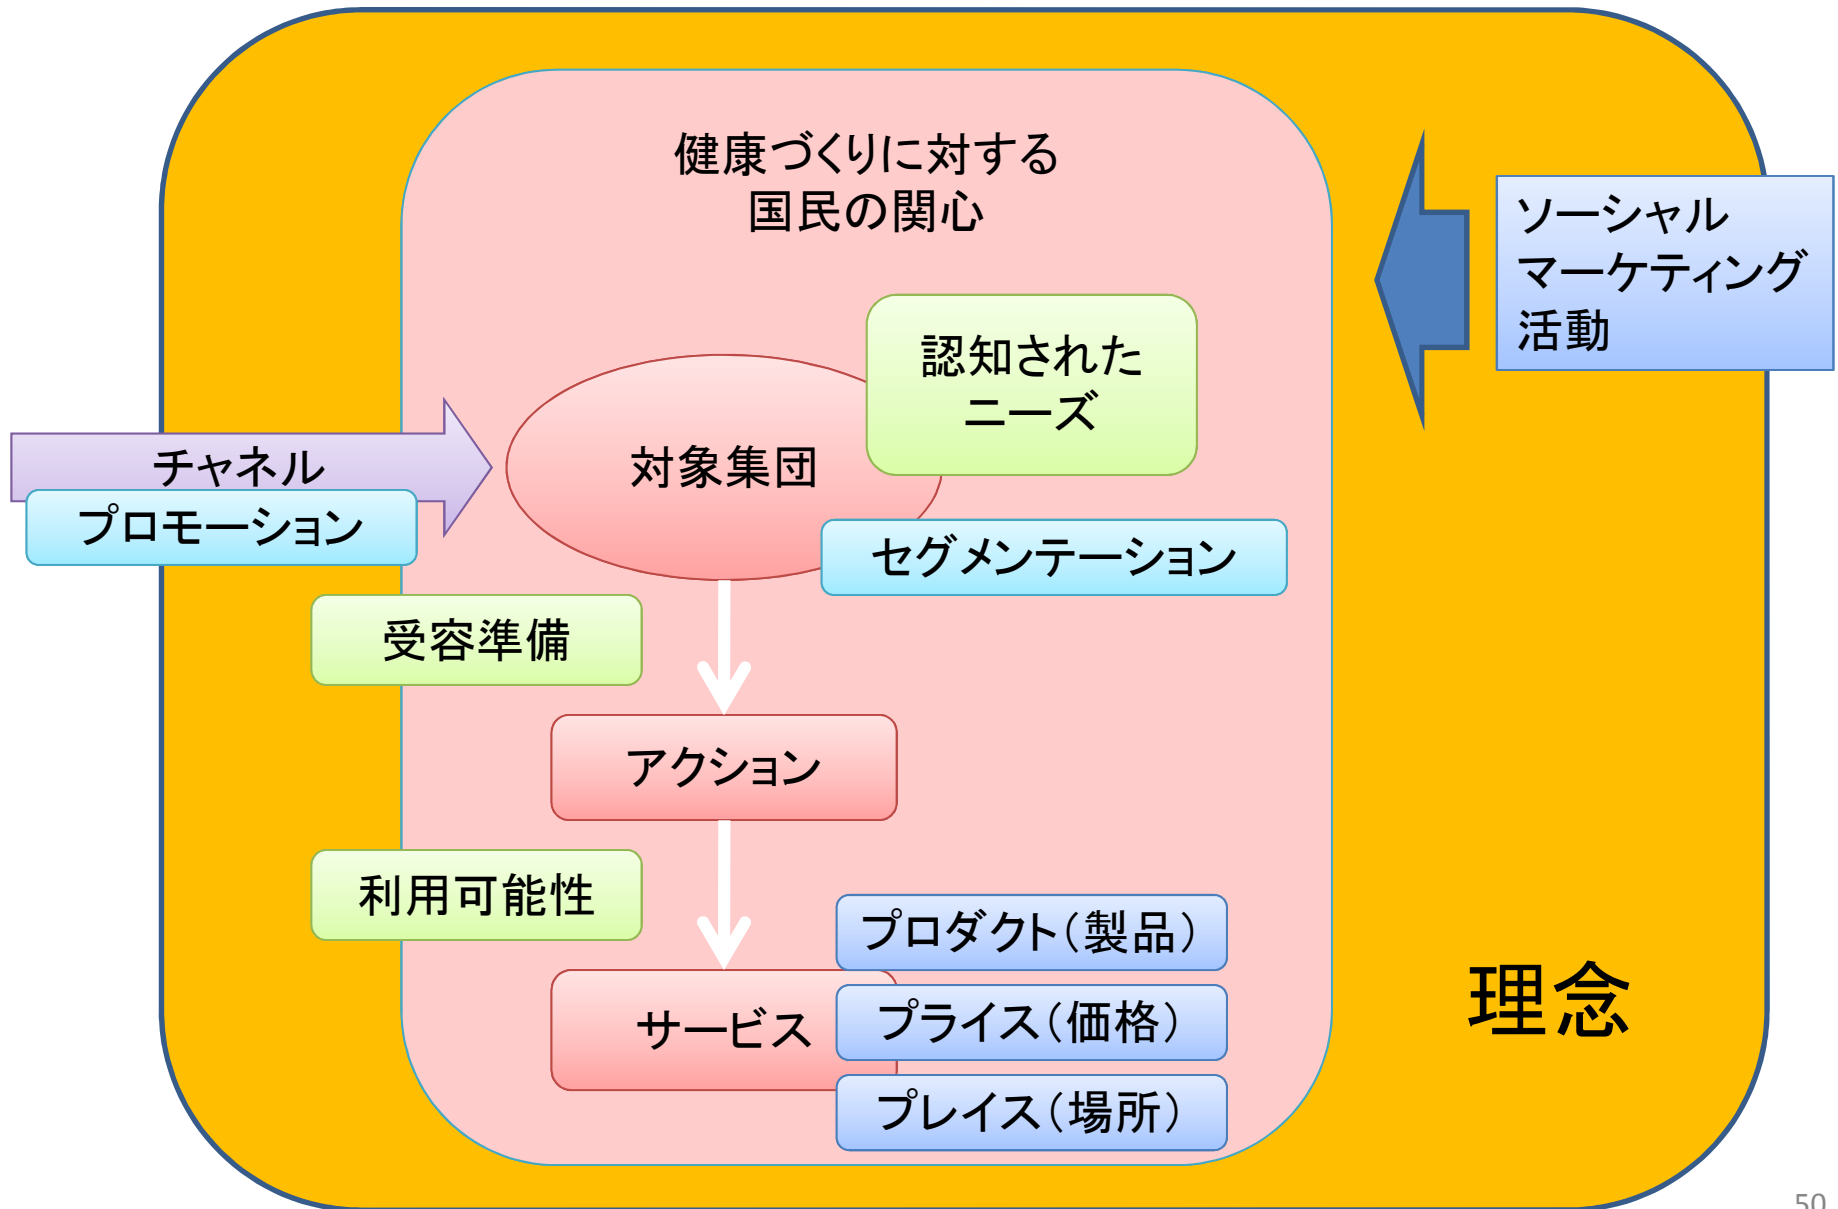 健康づくりに対する
国民の関心
ソーシャル
マーケティング
活動
認知された
ニーズ
チャネル
対象集団
プロモーション
セグメンテーション
受容準備
アクション
利用可能性
プロダクト（製品）
サービス
プライス（価格）
プレイス（場所）
理念
50